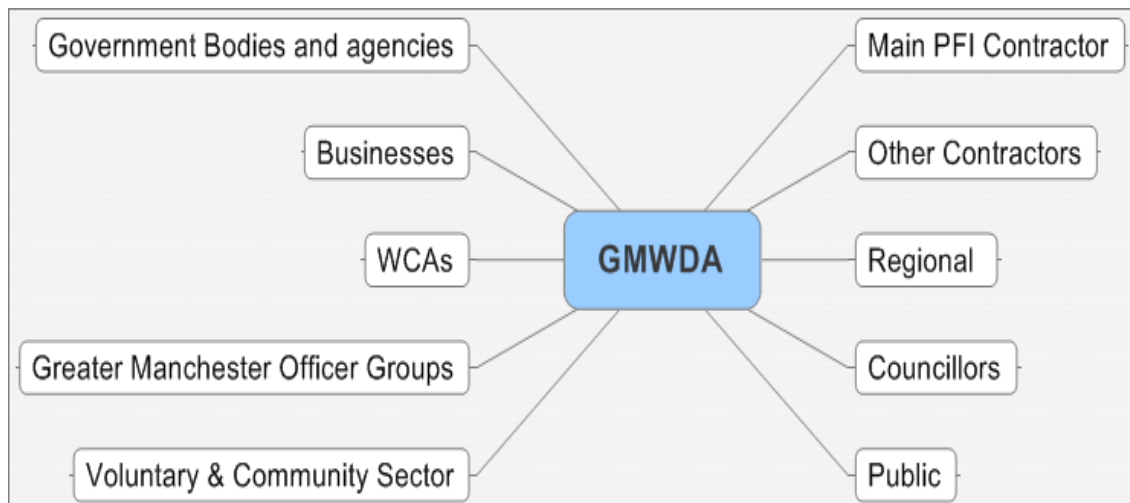 Government Bodies and agencies
Main PFI Contractor
Businesses
Other Contractors
WCAs
GMWDA
Regional
Greater Manchester Officer Groups
Councillors
Voluntary & Community Sector
Public